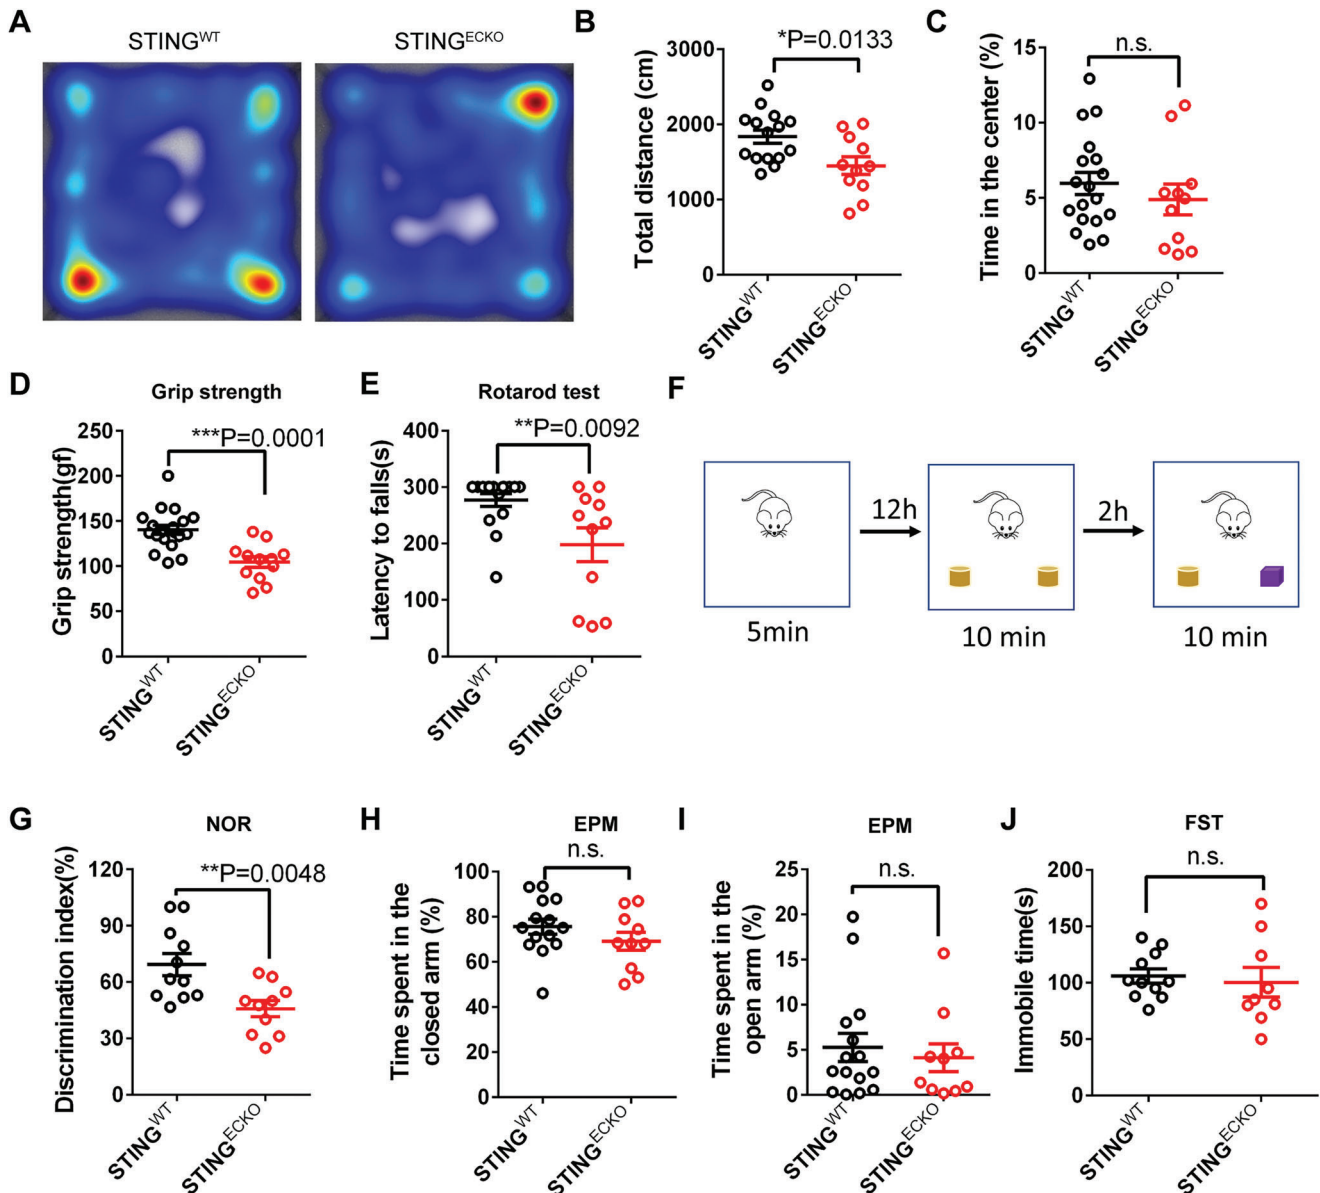 A
STING^WT
STING^ECKO
B
*P=0.0133
Total distance (cm)
3000
2000
1000
0
STING^WT
STING^ECKO
C
n.s.
Time in the center (%)
15
10
5
0
STING^WT
STING^ECKO
D
Grip strength
***P=0.0001
Grip strength(gf)
250
200
150
100
50
0
STING^WT
STING^ECKO
E
Rotarod test
**P=0.0092
Latency to falls(s)
400
300
200
100
0
STING^WT
STING^ECKO
F
12h
2h
5min
10 min
10 min
G
NOR
**P=0.0048
Discrimination index(%)
120
90
60
30
0
STING^WT
STING^ECKO
H
EPM
n.s.
Time spent in the
closed arm (%)
100
80
60
40
20
0
STING^WT
STING^ECKO
I
EPM
n.s.
Time spent in the
open arm (%)
25
20
15
10
5
0
STING^WT
STING^ECKO
J
FST
n.s.
Immobile time(s)
200
150
100
50
0
STING^WT
STING^ECKO